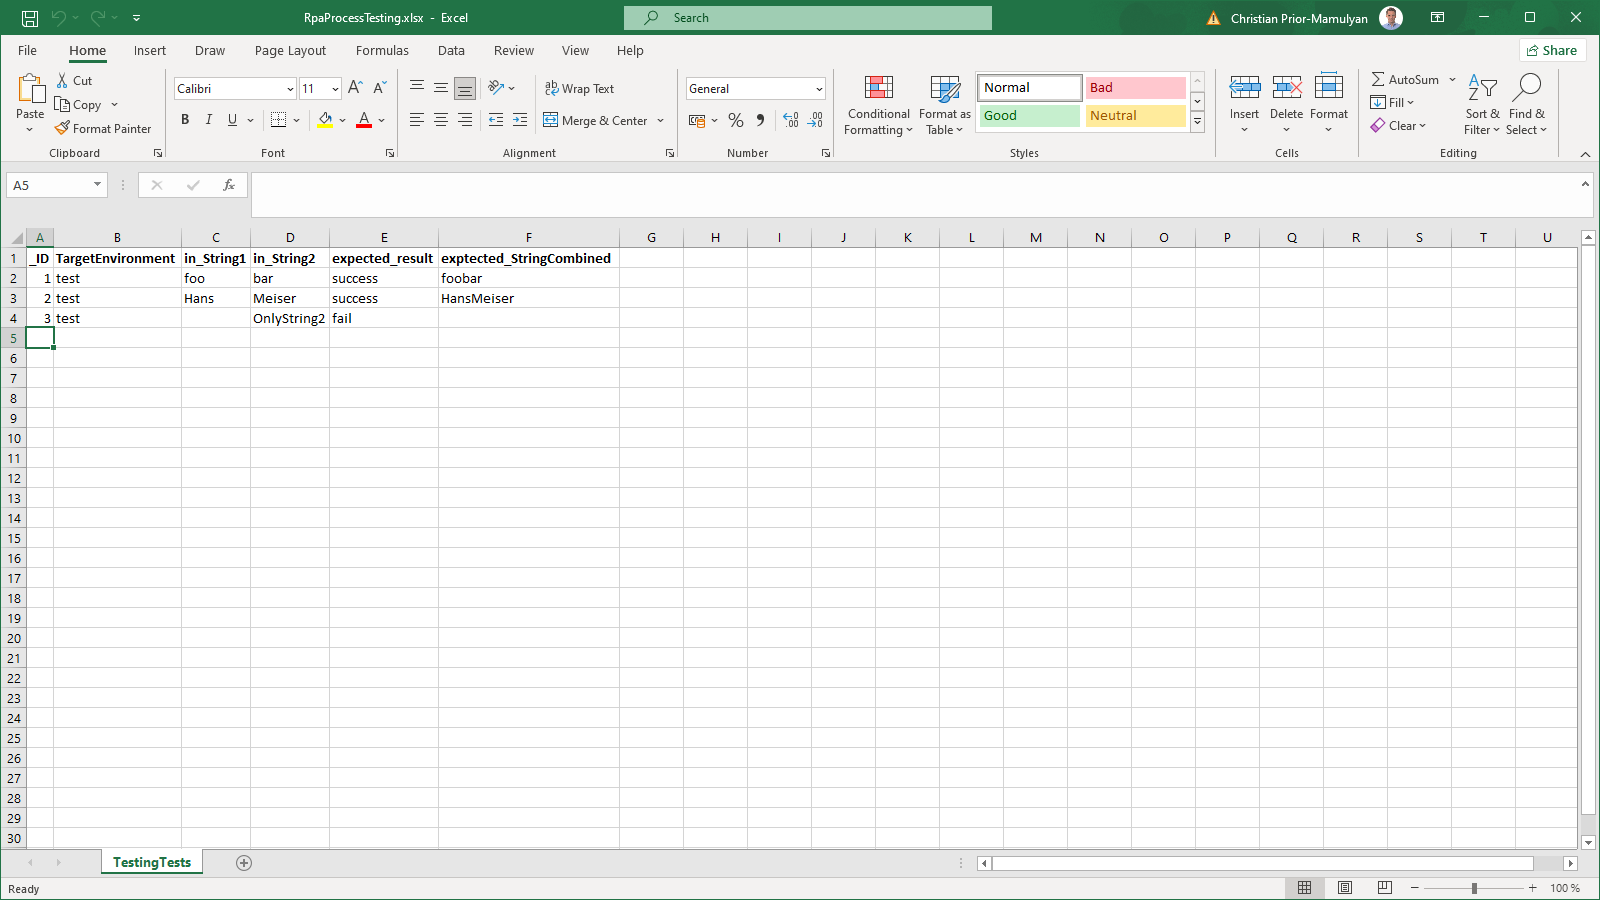 RpaProcessTesting.xlsx - Excel
Search
Christian Prior-Mamulyan
File Home Insert Draw Page Layout Formulas Data Review View Help Share
Paste
Cut
Copy
Format Painter
Clipboard
Calibri 11 A A
B I U A
Font
ab Wrap Text
Merge & Center
Alignment
General
% 9 .00 .00
Number
Conditional Formatting
Format as Table
Normal Bad
Good Neutral
Styles
Insert Delete Format
Cells
AutoSum
Fill
Clear
Sort & Filter
Find & Select
Editing
A5 fx
A B C D E F G H I J K L M N O P Q R S T U
1 _ID TargetEnvironment in_String1 in_String2 expected_result exptected_StringCombined
2 1 test foo bar success foobar
3 2 test Hans Meiser success HansMeiser
4 3 test OnlyString2 fail
5
6
7
8
9
10
11
12
13
14
15
16
17
18
19
20
21
22
23
24
25
26
27
28
29
30
TestingTests
Ready
100 %